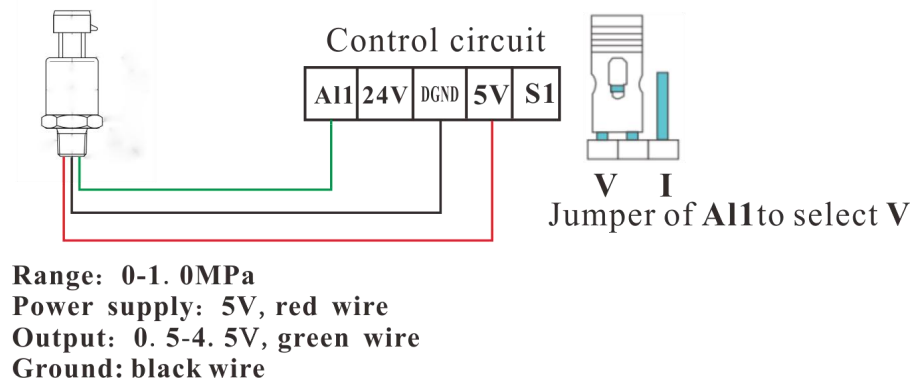 Control circuit
AI1 24V DGND 5V S1
V I
Jumper of AI1to select V
Range: 0-1. 0MPa
Power supply: 5V, red wire
Output: 0. 5-4. 5V, green wire
Ground: black wire